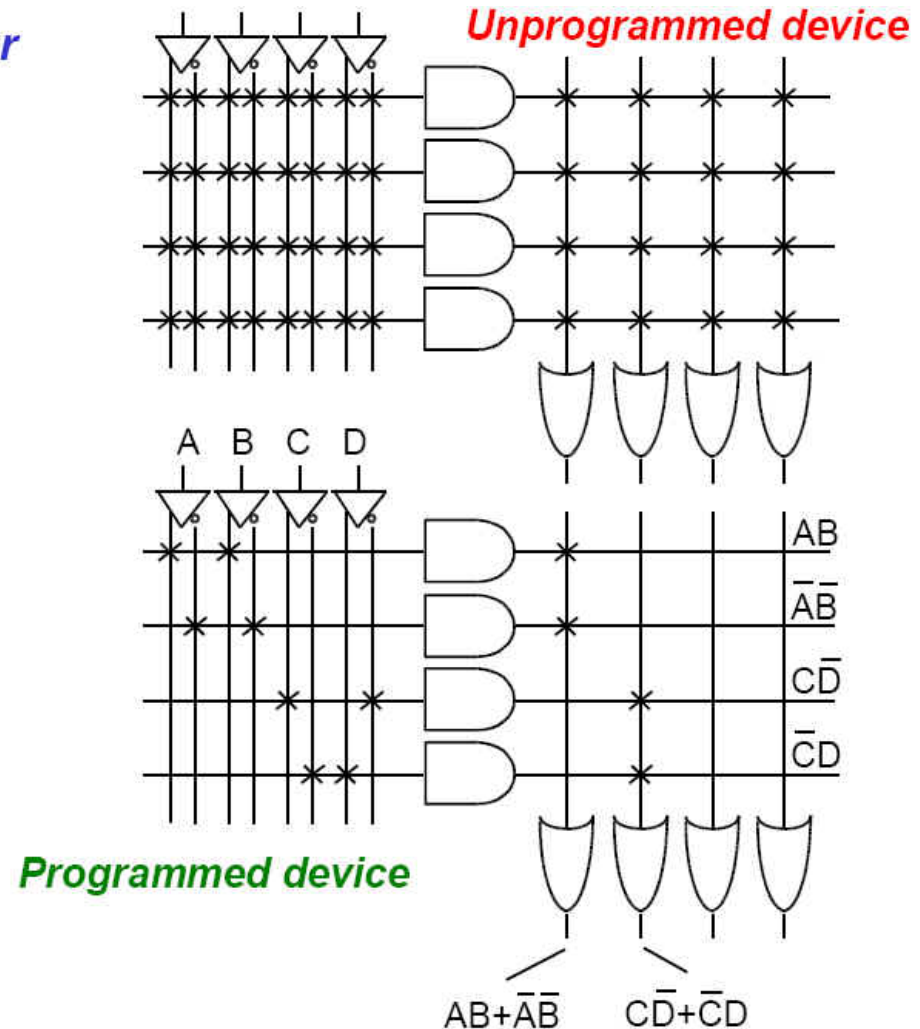 r
Unprogrammed device
A B C D
AB
A̅B̅
CD̅
C̅D
Programmed device
AB+A̅B̅ CD̅+C̅D